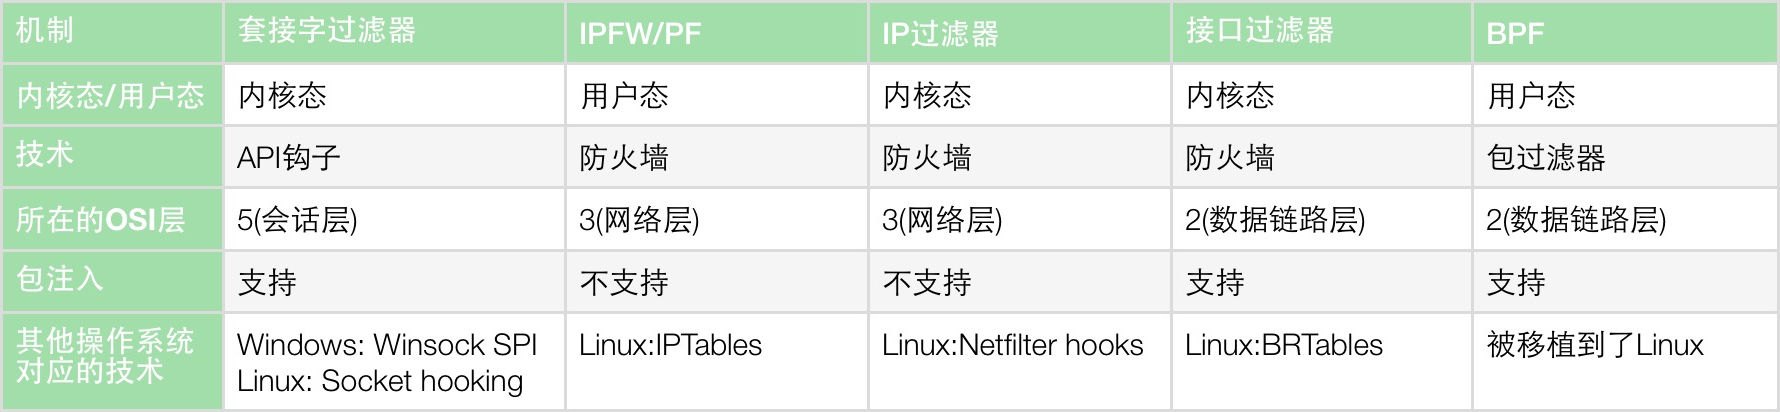 机制 套接字过滤器 IPFW/PF IP过滤器 接口过滤器 BPF
内核态/用户态 内核态 用户态 内核态 内核态 用户态
技术 API钩子 防火墙 防火墙 防火墙 包过滤器
所在的OSI层 5(会话层) 3(网络层) 3(网络层) 2(数据链路层) 2(数据链路层)
包注入 支持 不支持 不支持 支持 支持
其他操作系统 Windows: Winsock SPI Linux:IPTables Linux:Netfilter hooks Linux:BRTables 被移植到了Linux
对应的技术 Linux: Socket hooking